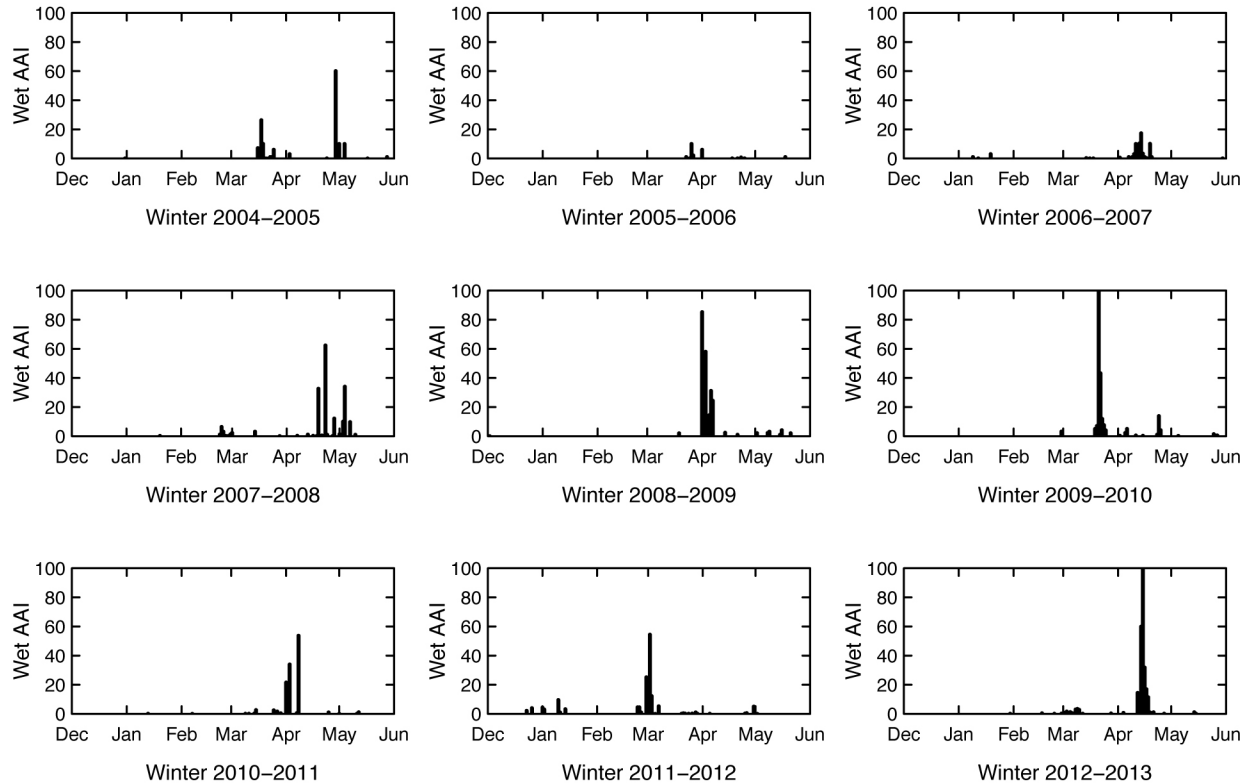 100
80
60
40
20
0
Wet AAI
Dec Jan Feb Mar Apr May Jun
Winter 2004–2005
100
80
60
40
20
0
Wet AAI
Dec Jan Feb Mar Apr May Jun
Winter 2005–2006
100
80
60
40
20
0
Wet AAI
Dec Jan Feb Mar Apr May Jun
Winter 2006–2007
100
80
60
40
20
0
Wet AAI
Dec Jan Feb Mar Apr May Jun
Winter 2007–2008
100
80
60
40
20
0
Wet AAI
Dec Jan Feb Mar Apr May Jun
Winter 2008–2009
100
80
60
40
20
0
Wet AAI
Dec Jan Feb Mar Apr May Jun
Winter 2009–2010
100
80
60
40
20
0
Wet AAI
Dec Jan Feb Mar Apr May Jun
Winter 2010–2011
100
80
60
40
20
0
Wet AAI
Dec Jan Feb Mar Apr May Jun
Winter 2011–2012
100
80
60
40
20
0
Wet AAI
Dec Jan Feb Mar Apr May Jun
Winter 2012–2013